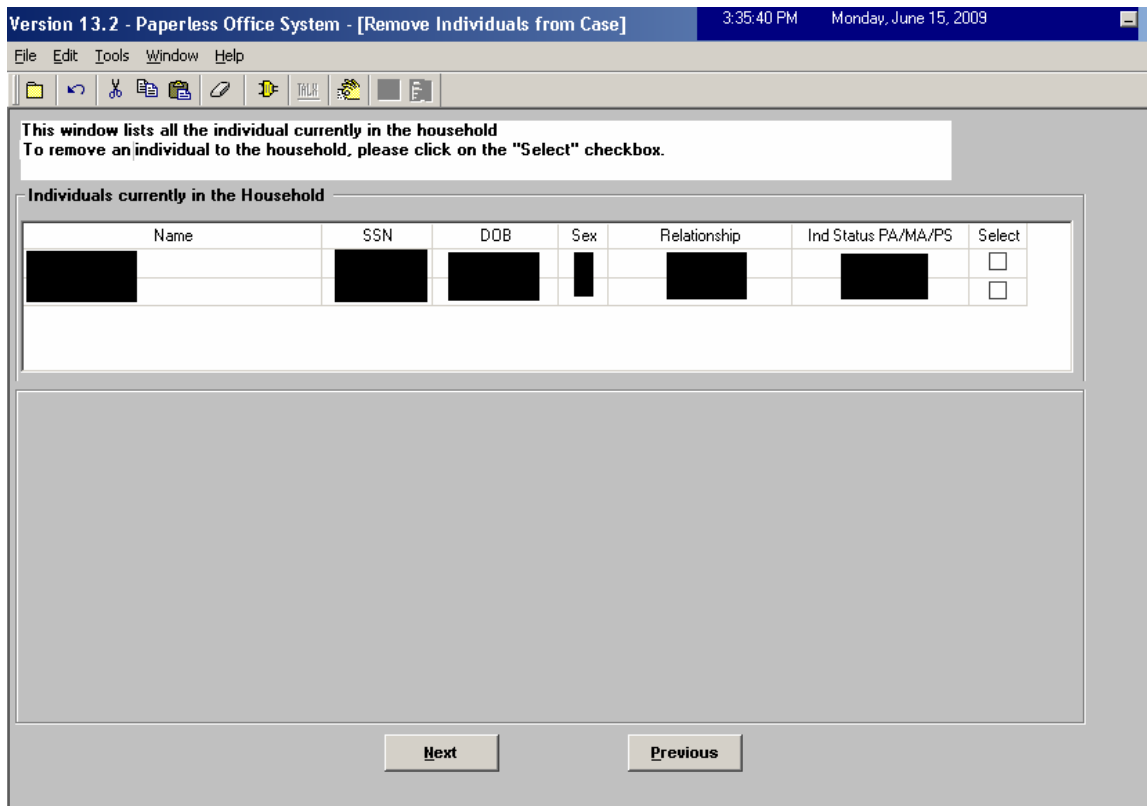 Version 13.2 - Paperless Office System - [Remove Individuals from Case] 3:35:40 PM Monday, June 15, 2009
File Edit Tools Window Help
TALK
This window lists all the individual currently in the household
To remove an individual to the household, please click on the "Select" checkbox.
Individuals currently in the Household
Name SSN DOB Sex Relationship Ind Status PA/MA/PS Select
Next Previous